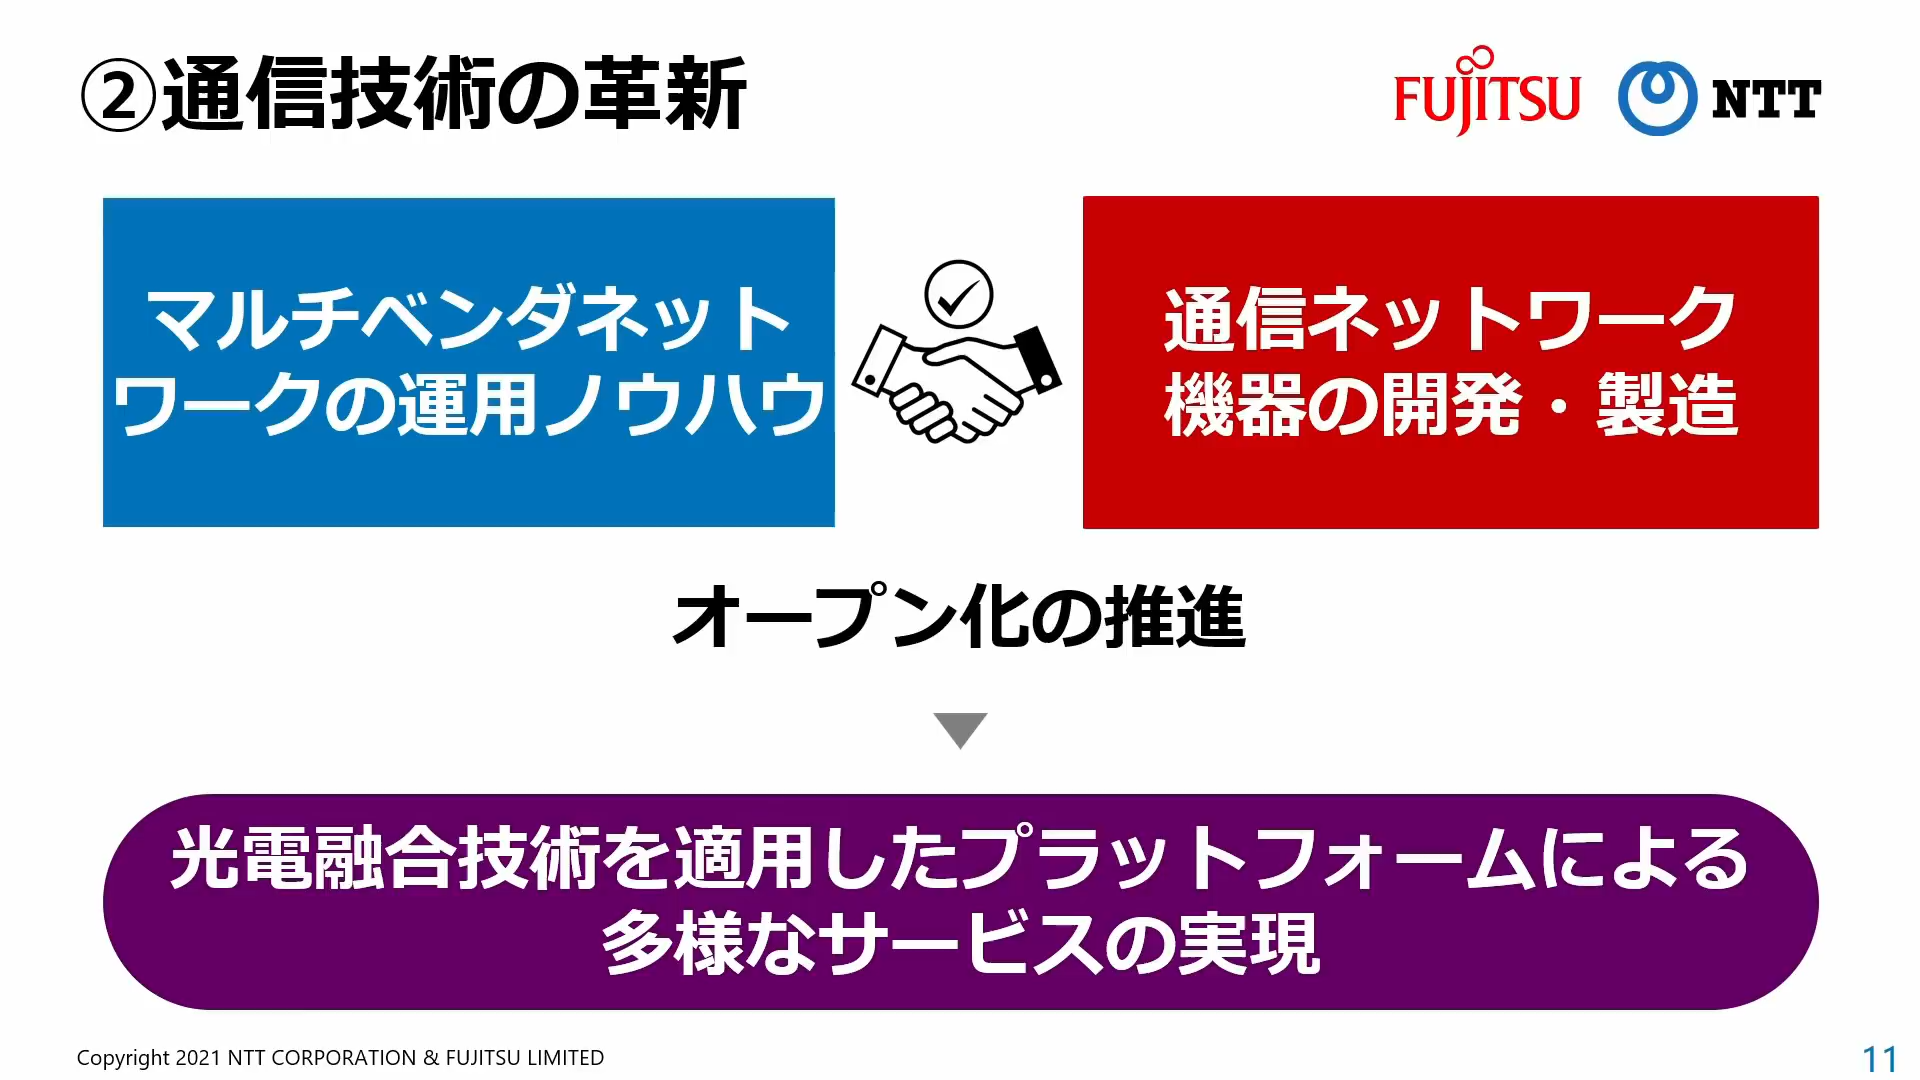 ②通信技術の革新
FUJITSU
NTT
マルチベンダネット
ワークの運用ノウハウ
通信ネットワーク
機器の開発・製造
オープン化の推進
光電融合技術を適用したプラットフォームによる
多様なサービスの実現
Copyright 2021 NTT CORPORATION & FUJITSU LIMITED
11